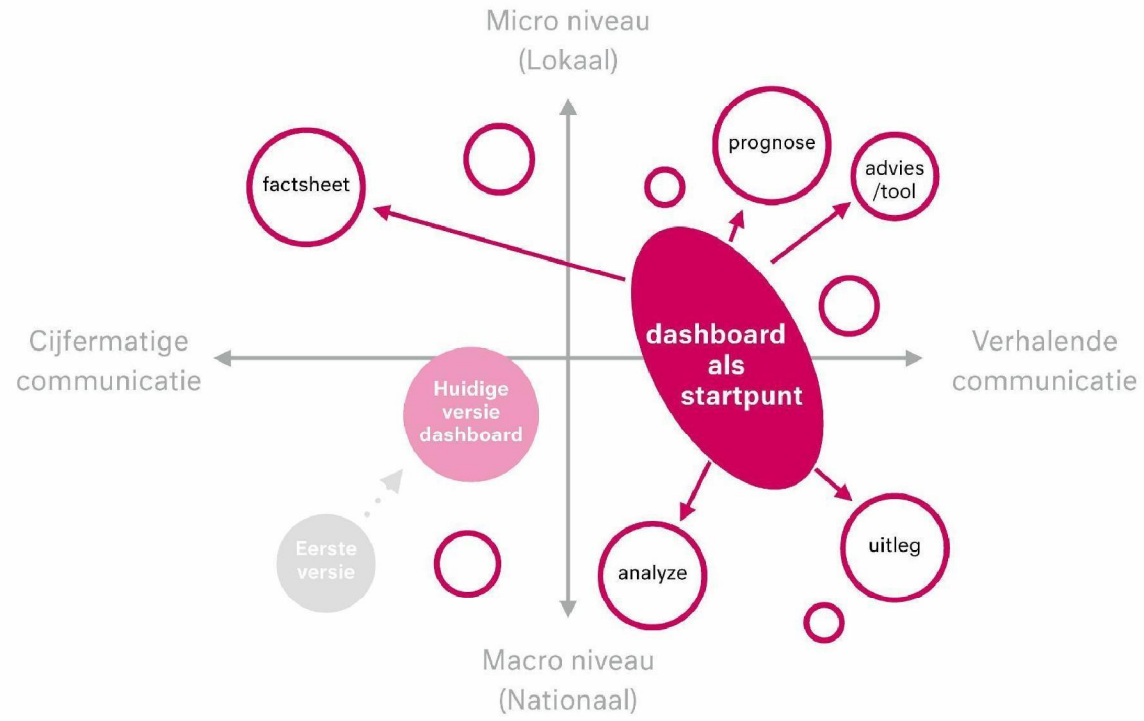 Micro niveau
(Lokaal)
prognose
advies
/tool
factsheet
dashboard
als
startpunt
Cijfermatige
communicatie
Verhalende
communicatie
Huidige
versie
dashboard
Eerste
versie
analyze
uitleg
Macro niveau
(Nationaal)